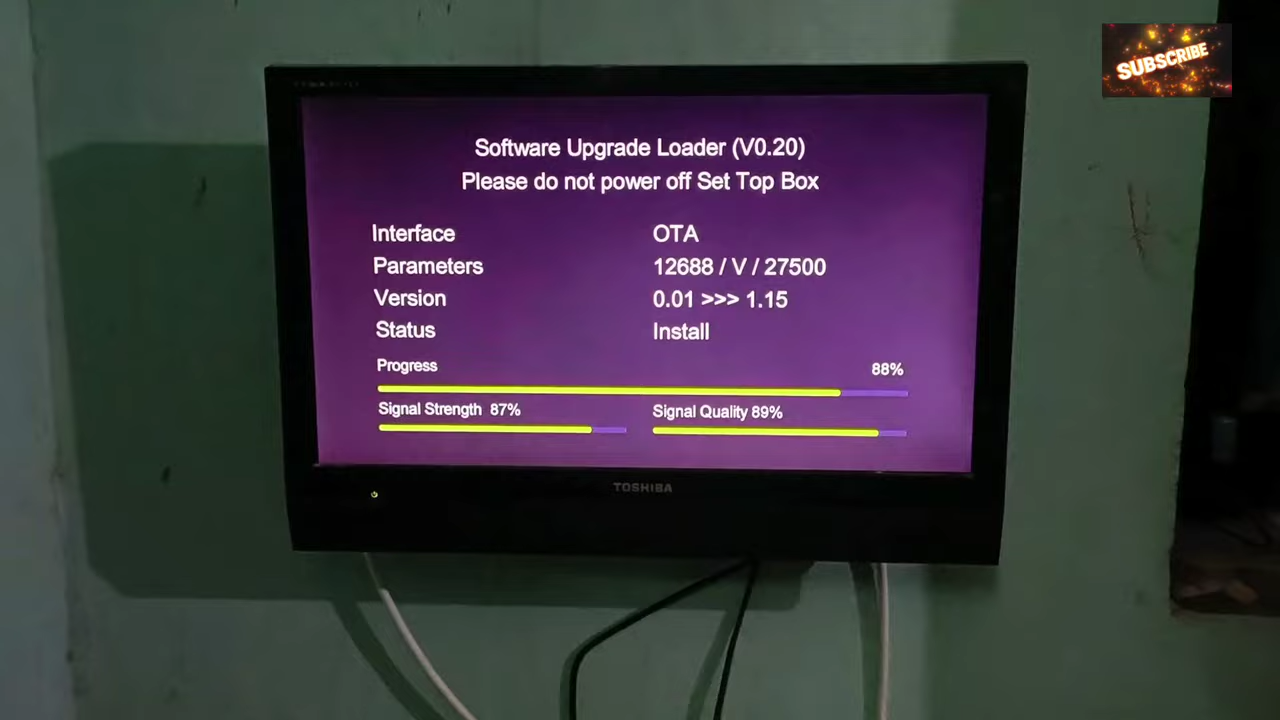 SUBSCRIBE
Software Upgrade Loader (V0.20)
Please do not power off Set Top Box
Interface OTA
Parameters 12688 / V / 27500
Version 0.01 >>> 1.15
Status Install
Progress 88%
Signal Strength 87% Signal Quality 89%
TOSHIBA